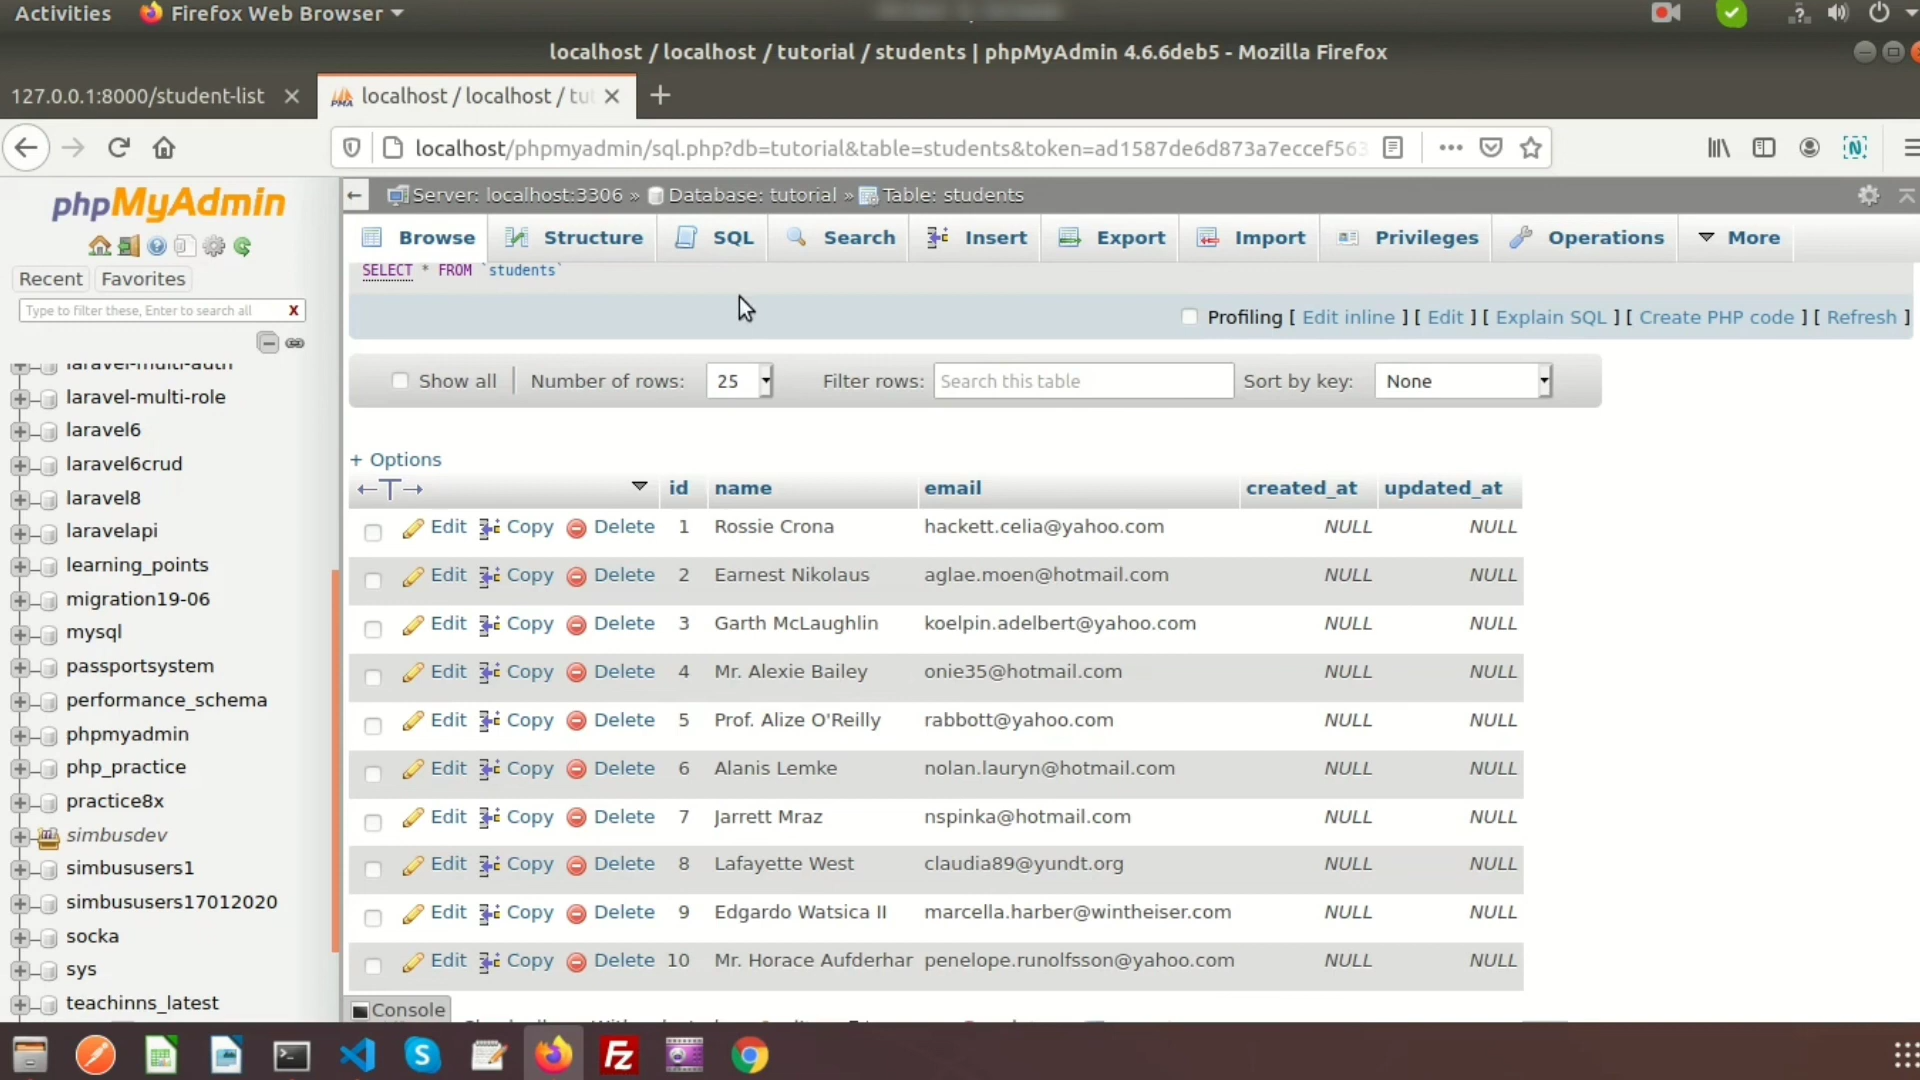 Activities Firefox Web Browser
localhost / localhost / tutorial / students | phpMyAdmin 4.6.6deb5 - Mozilla Firefox
127.0.0.1:8000/student-list localhost / localhost / tu
localhost/phpmyadmin/sql.php?db=tutorial&table=students&token=ad1587de6d873a7eccef563
phpMyAdmin
Recent Favorites
Type to filter these, Enter to search all X
laravel-multi-auth
laravel-multi-role
laravel6
laravel6crud
laravel8
laravelapi
learning_points
migration19-06
mysql
passportsystem
performance_schema
phpmyadmin
php_practice
practice8x
simbusdev
simbususers1
simbususers17012020
socka
sys
teachinns_latest
Server: localhost:3306 » Database: tutorial » Table: students
Browse Structure SQL Search Insert Export Import Privileges Operations More
SELECT * FROM `students`
Profiling [ Edit inline ] [ Edit ] [ Explain SQL ] [ Create PHP code ] [ Refresh ]
Show all Number of rows: 25 Filter rows: Search this table Sort by key: None
+ Options
id name email created_at updated_at
Edit Copy Delete 1 Rossie Crona hackett.celia@yahoo.com NULL NULL
Edit Copy Delete 2 Earnest Nikolaus aglae.moen@hotmail.com NULL NULL
Edit Copy Delete 3 Garth McLaughlin koelpin.adelbert@yahoo.com NULL NULL
Edit Copy Delete 4 Mr. Alexie Bailey onie35@hotmail.com NULL NULL
Edit Copy Delete 5 Prof. Alize O'Reilly rabbott@yahoo.com NULL NULL
Edit Copy Delete 6 Alanis Lemke nolan.lauryn@hotmail.com NULL NULL
Edit Copy Delete 7 Jarrett Mraz nspinka@hotmail.com NULL NULL
Edit Copy Delete 8 Lafayette West claudia89@yundt.org NULL NULL
Edit Copy Delete 9 Edgardo Watsica II marcella.harber@wintheiser.com NULL NULL
Edit Copy Delete 10 Mr. Horace Aufderhar penelope.runolfsson@yahoo.com NULL NULL
Console